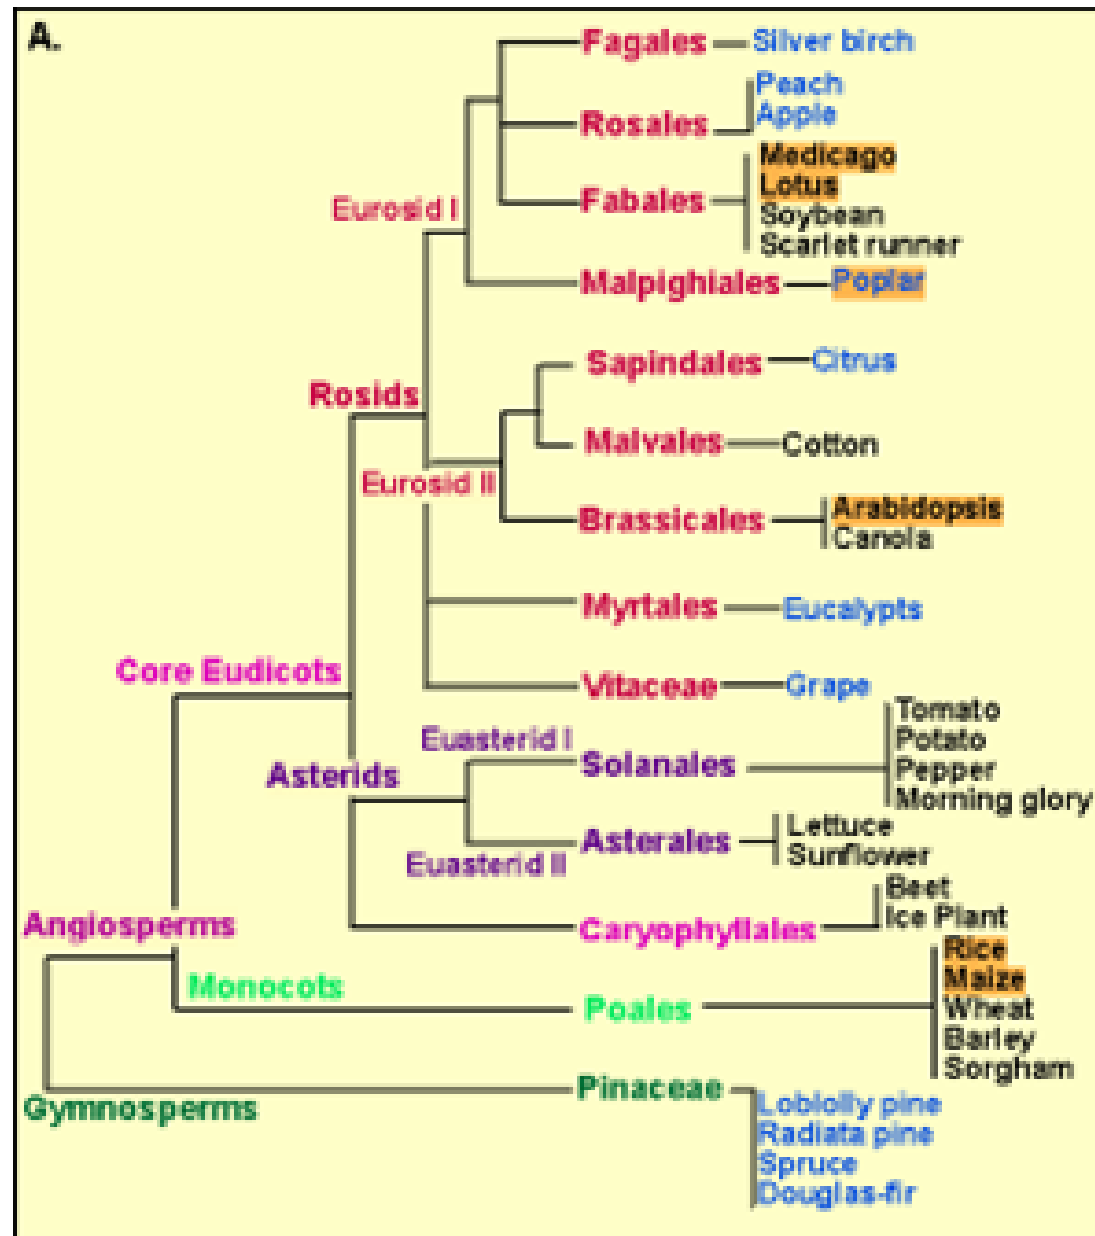 A.
Fagales Silver birch
Peach
Apple
Rosales
Medicago
Lotus
Fabales
Soybean
Scarlet runner
Eurosid I
Malpighiales Poplar
Sapindales Citrus
Rosids
Malvales Cotton
Eurosid II
Brassicales
Arabidopsis
Canola
Myrtales Eucalypts
Core Eudicots
Vitaceae Grape
Euasterid I
Solanales
Tomato
Potato
Pepper
Morning glory
Asterids
Asterales
Lettuce
Sunflower
Euasterid II
Beet
Ice Plant
Caryophyllales
Angiosperms
Monocots
Poales
Rice
Maize
Wheat
Barley
Sorgham
Pinaceae
Gymnosperms
Loblolly pine
Radiata pine
Spruce
Douglas-fir